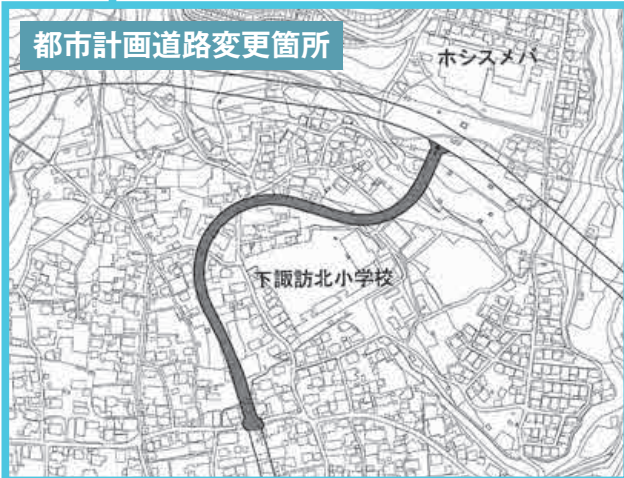 都市計画道路変更箇所
ホシスメバ
下諏訪北小学校